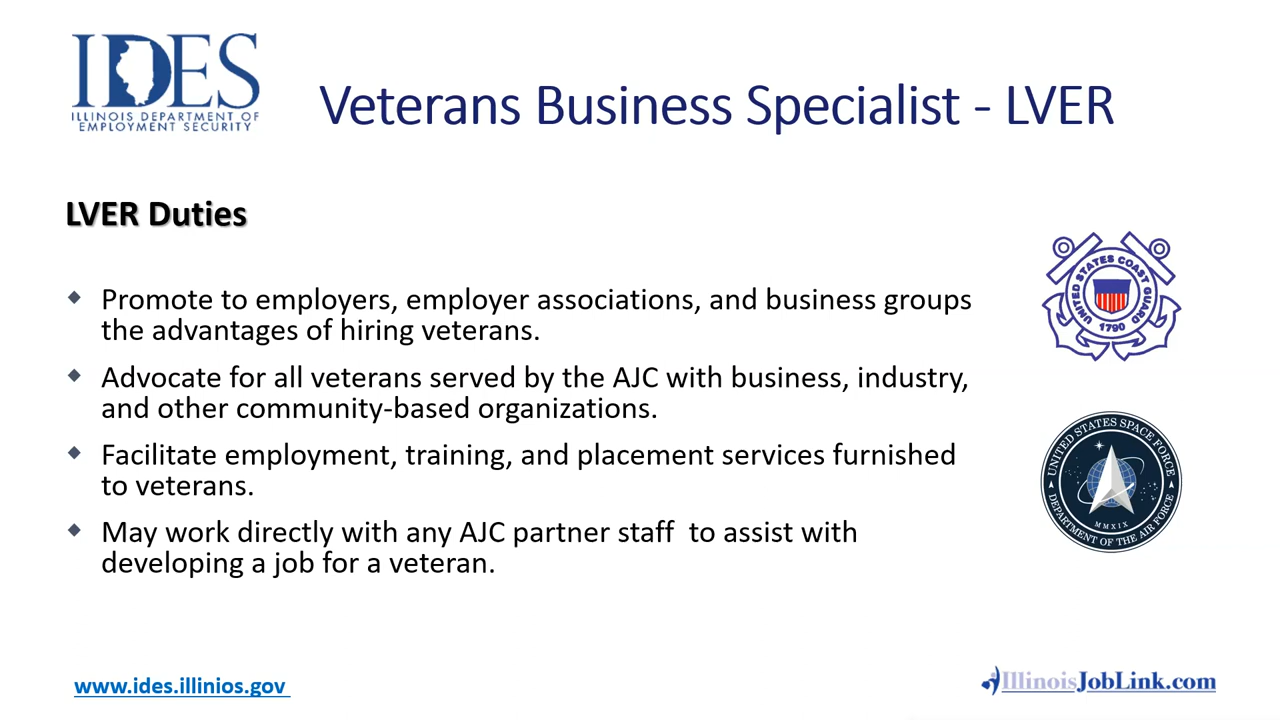 IDES
ILLINOIS DEPARTMENT OF
EMPLOYMENT SECURITY
Veterans Business Specialist - LVER
LVER Duties
Promote to employers, employer associations, and business groups
the advantages of hiring veterans.
Advocate for all veterans served by the AJC with business, industry,
and other community-based organizations.
Facilitate employment, training, and placement services furnished
to veterans.
May work directly with any AJC partner staff  to assist with
developing a job for a veteran.
UNITED STATES COAST GUARD
1790
UNITED STATES SPACE FORCE
MMXIX
DEPARTMENT OF THE AIR FORCE
www.ides.illinios.gov
IllinoisJobLink.com